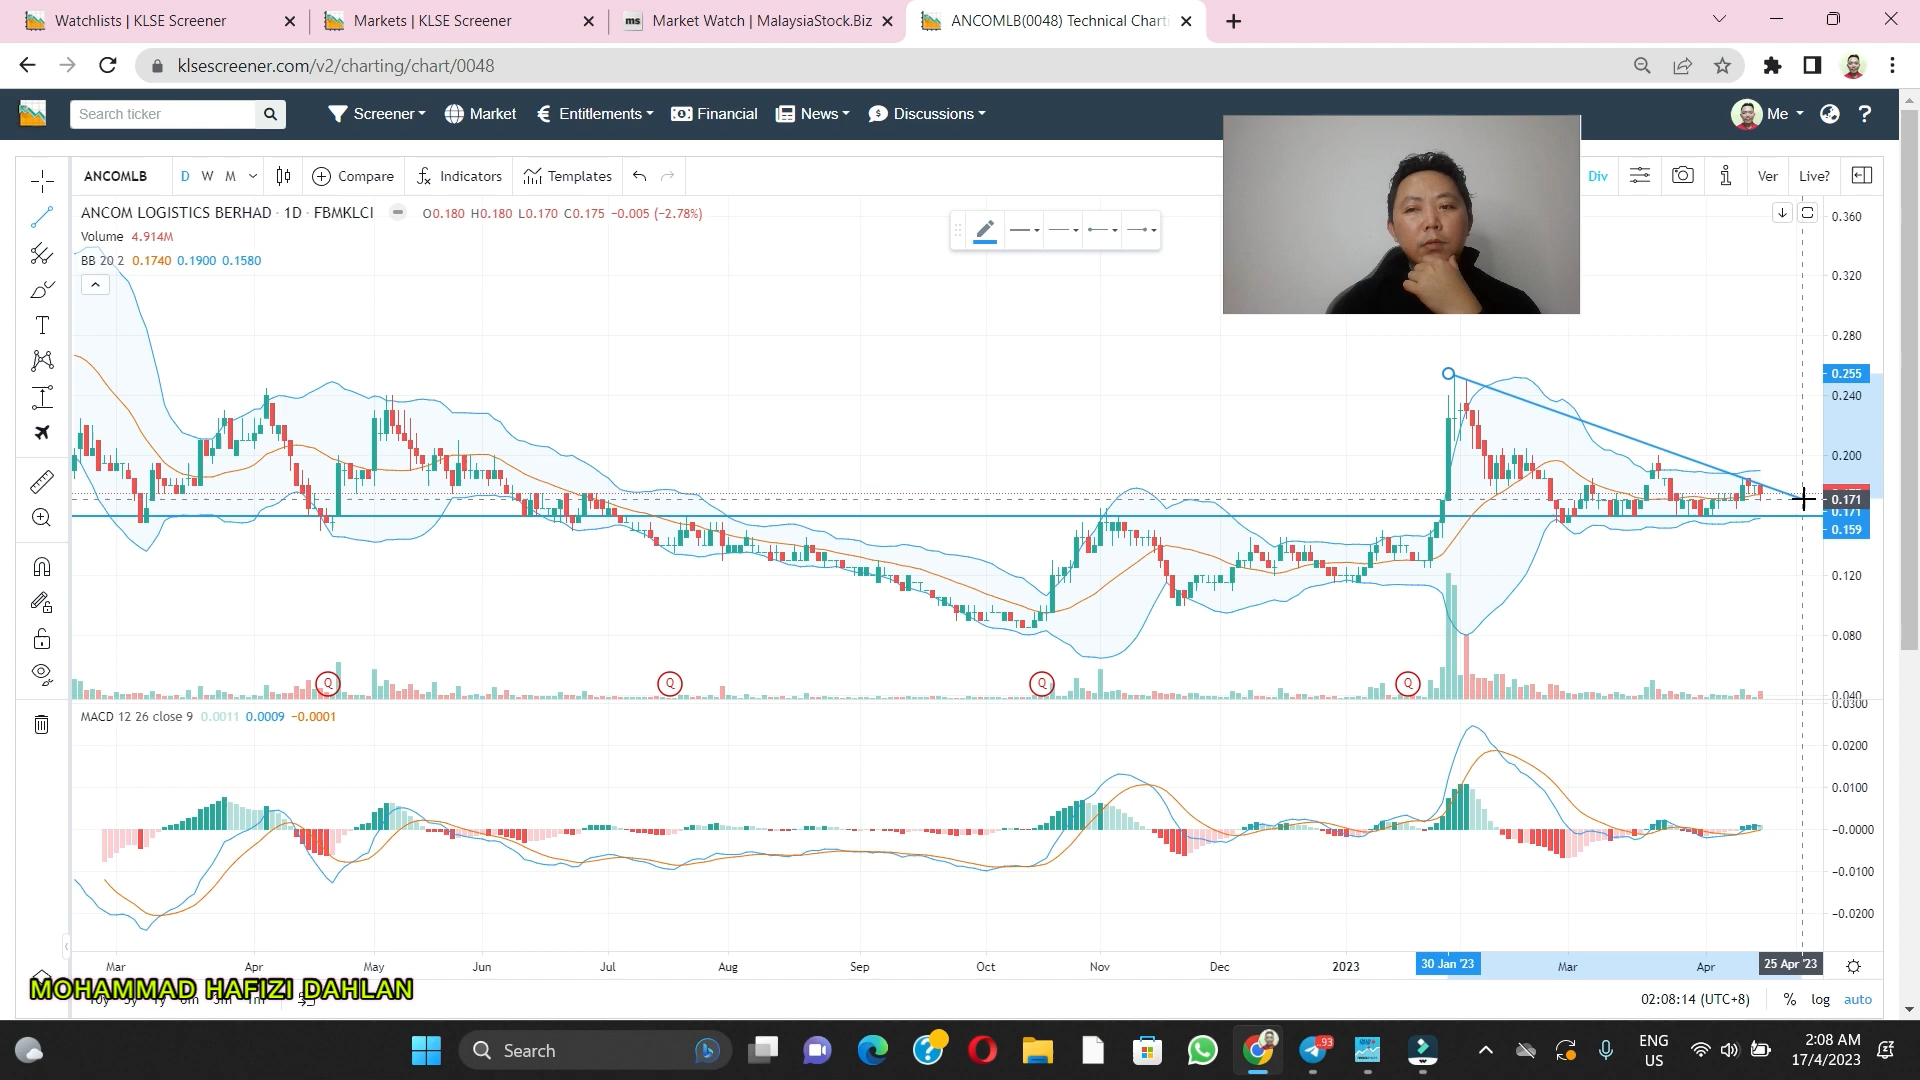 Watchlists | KLSE Screener
Markets | KLSE Screener
ms Market Watch | MalaysiaStock.Biz
ANCOMLB(0048) Technical Charti
klsescreener.com/v2/charting/chart/0048
Search ticker
Screener
Market
Entitlements
Financial
News
Discussions
Me
ANCOMLB
D W M
Compare
Indicators
Templates
Div
Ver
Live?
ANCOM LOGISTICS BERHAD · 1D · FBMKLCI
O0.180 H0.180 L0.170 C0.175 −0.005 (−2.78%)
Volume 4.914M
BB 20 2 0.1740 0.1900 0.1580
0.360
0.320
0.280
0.255
0.240
0.200
0.171
0.171
0.159
0.120
0.080
0.040
Q Q Q Q
MACD 12 26 close 9 0.0011 0.0009 −0.0001
0.0300
0.0200
0.0100
−0.0000
−0.0100
−0.0200
Mar Apr May Jun Jul Aug Sep Oct Nov Dec 2023 30 Jan '23 Mar Apr 25 Apr '23
MOHAMMAD HAFIZI DAHLAN
02:08:14 (UTC+8)
% log auto
Search
93
ENG
US
2:08 AM
17/4/2023